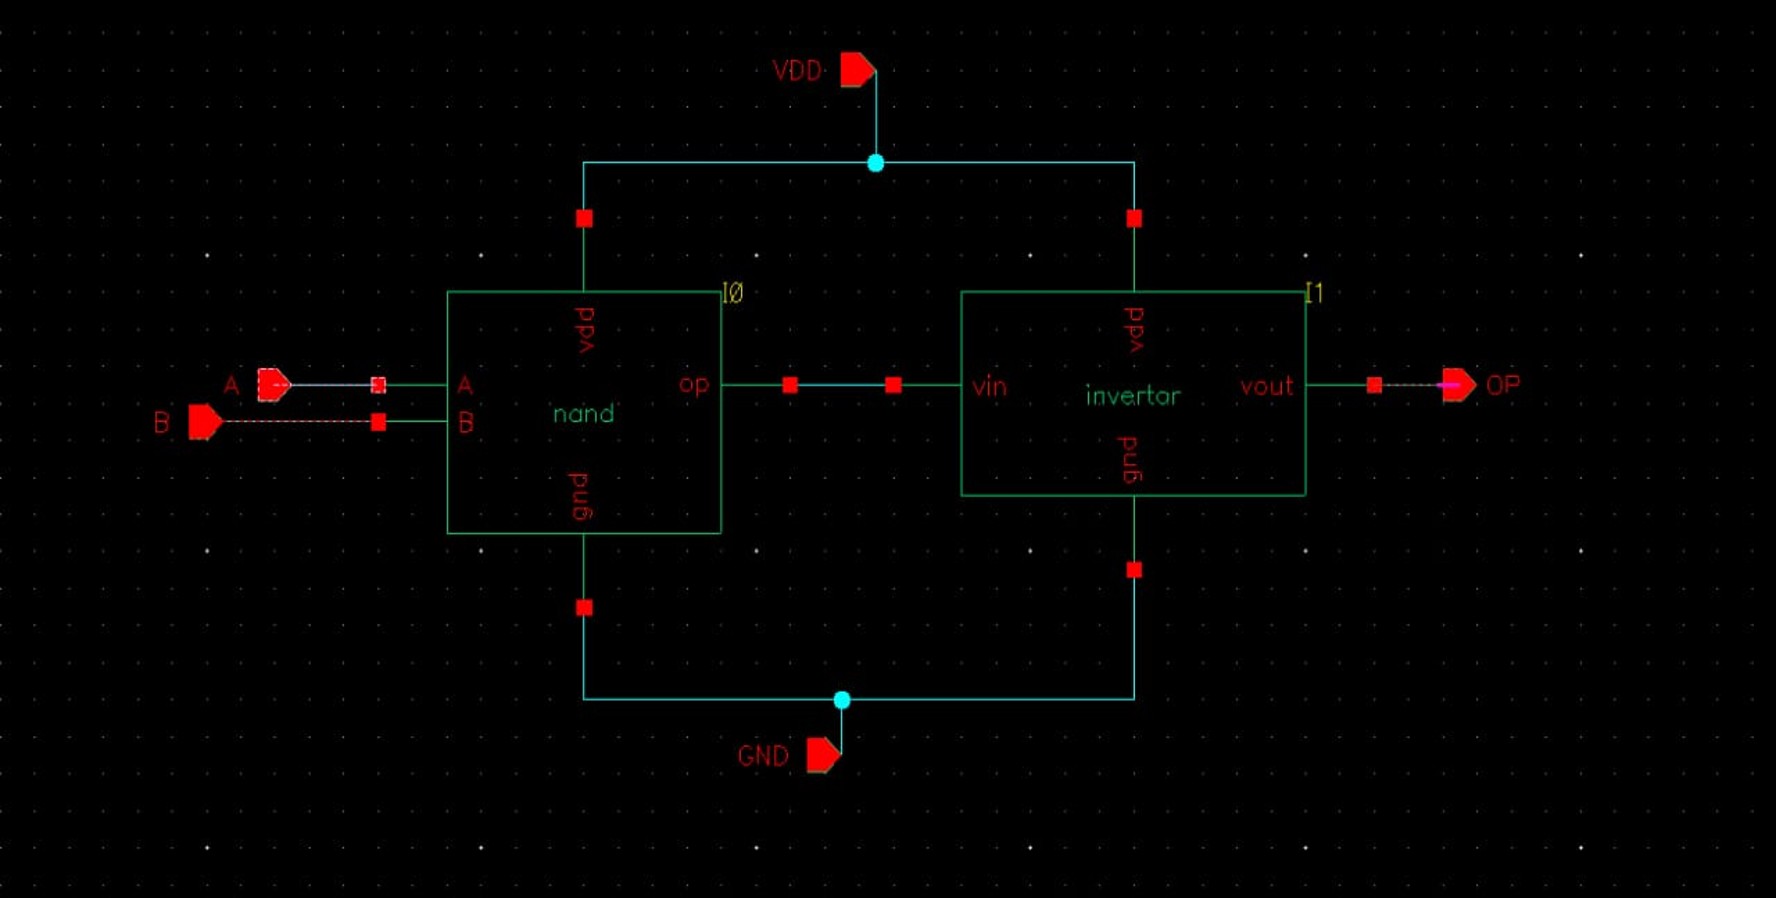 VDD
I0
I1
vdd
vdd
A
A
op
vin
invertor
vout
OP
B
B
nand
gnd
gnd
GND